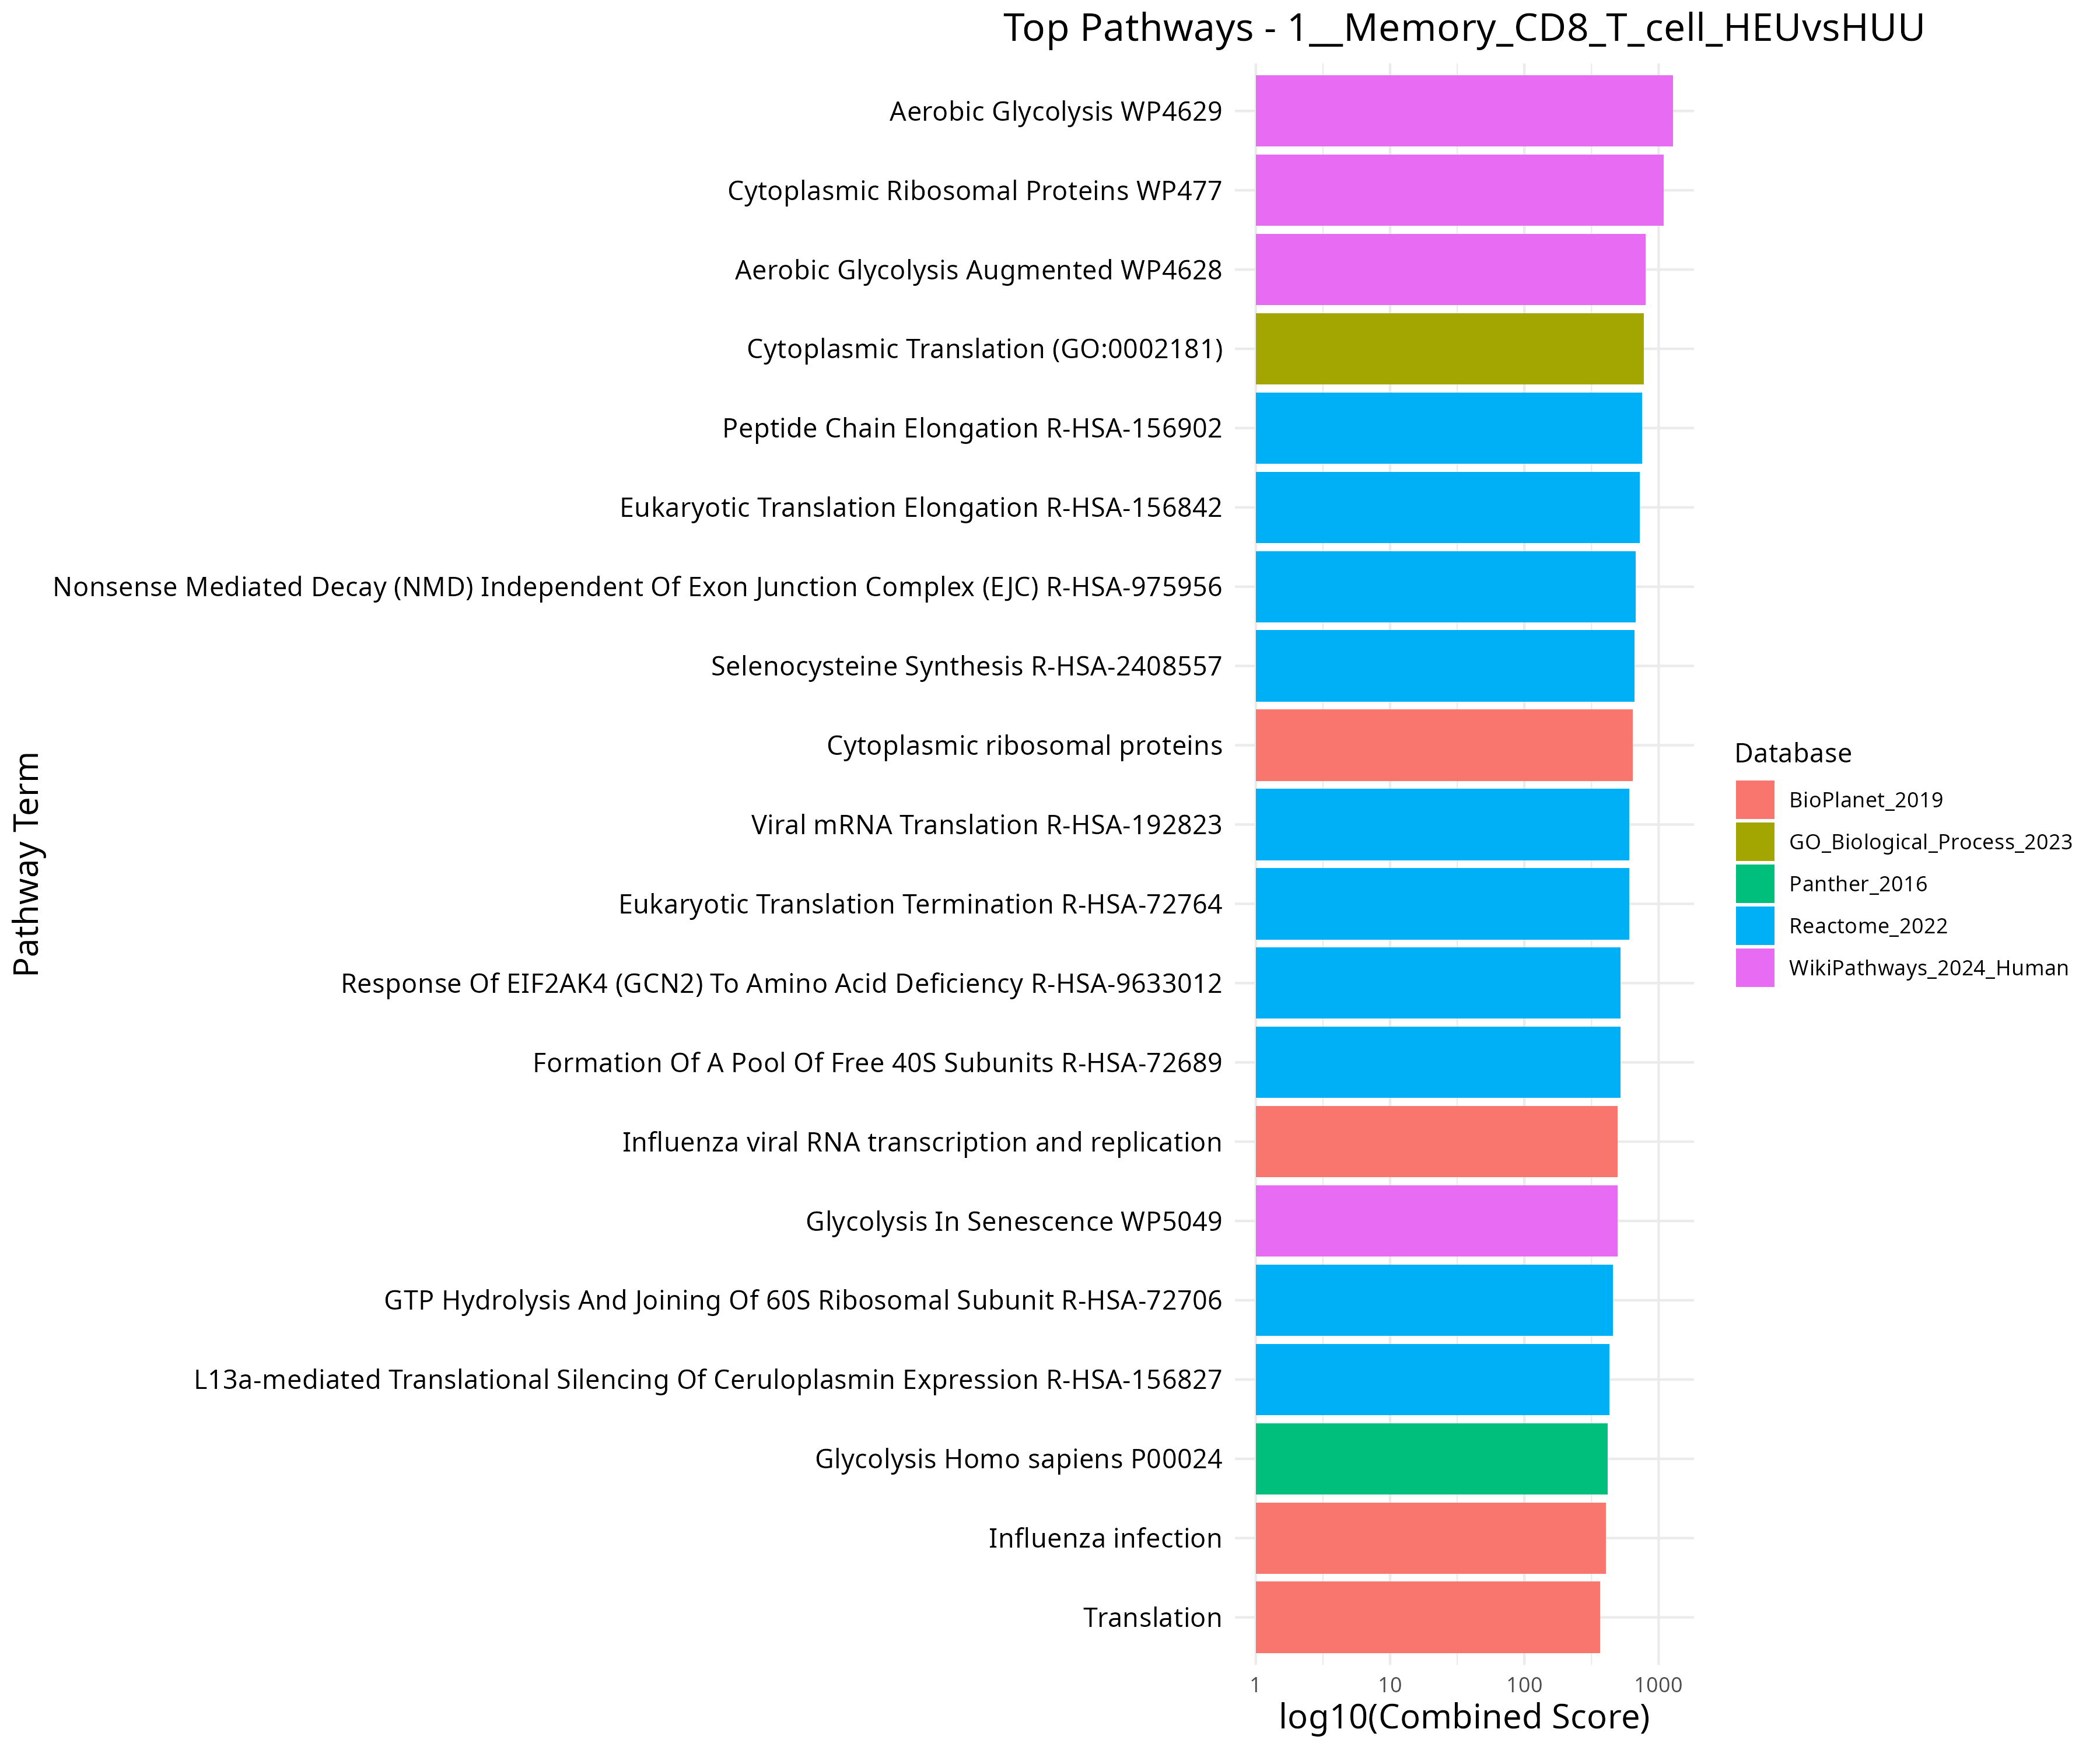 Top Pathways - 1__Memory_CD8_T_cell_HEUvsHUU
Pathway Term
Aerobic Glycolysis WP4629
Cytoplasmic Ribosomal Proteins WP477
Aerobic Glycolysis Augmented WP4628
Cytoplasmic Translation (GO:0002181)
Peptide Chain Elongation R-HSA-156902
Eukaryotic Translation Elongation R-HSA-156842
Nonsense Mediated Decay (NMD) Independent Of Exon Junction Complex (EJC) R-HSA-975956
Selenocysteine Synthesis R-HSA-2408557
Cytoplasmic ribosomal proteins
Viral mRNA Translation R-HSA-192823
Eukaryotic Translation Termination R-HSA-72764
Response Of EIF2AK4 (GCN2) To Amino Acid Deficiency R-HSA-9633012
Formation Of A Pool Of Free 40S Subunits R-HSA-72689
Influenza viral RNA transcription and replication
Glycolysis In Senescence WP5049
GTP Hydrolysis And Joining Of 60S Ribosomal Subunit R-HSA-72706
L13a-mediated Translational Silencing Of Ceruloplasmin Expression R-HSA-156827
Glycolysis Homo sapiens P00024
Influenza infection
Translation
1 10 100 1000
log10(Combined Score)
Database
BioPlanet_2019
GO_Biological_Process_2023
Panther_2016
Reactome_2022
WikiPathways_2024_Human